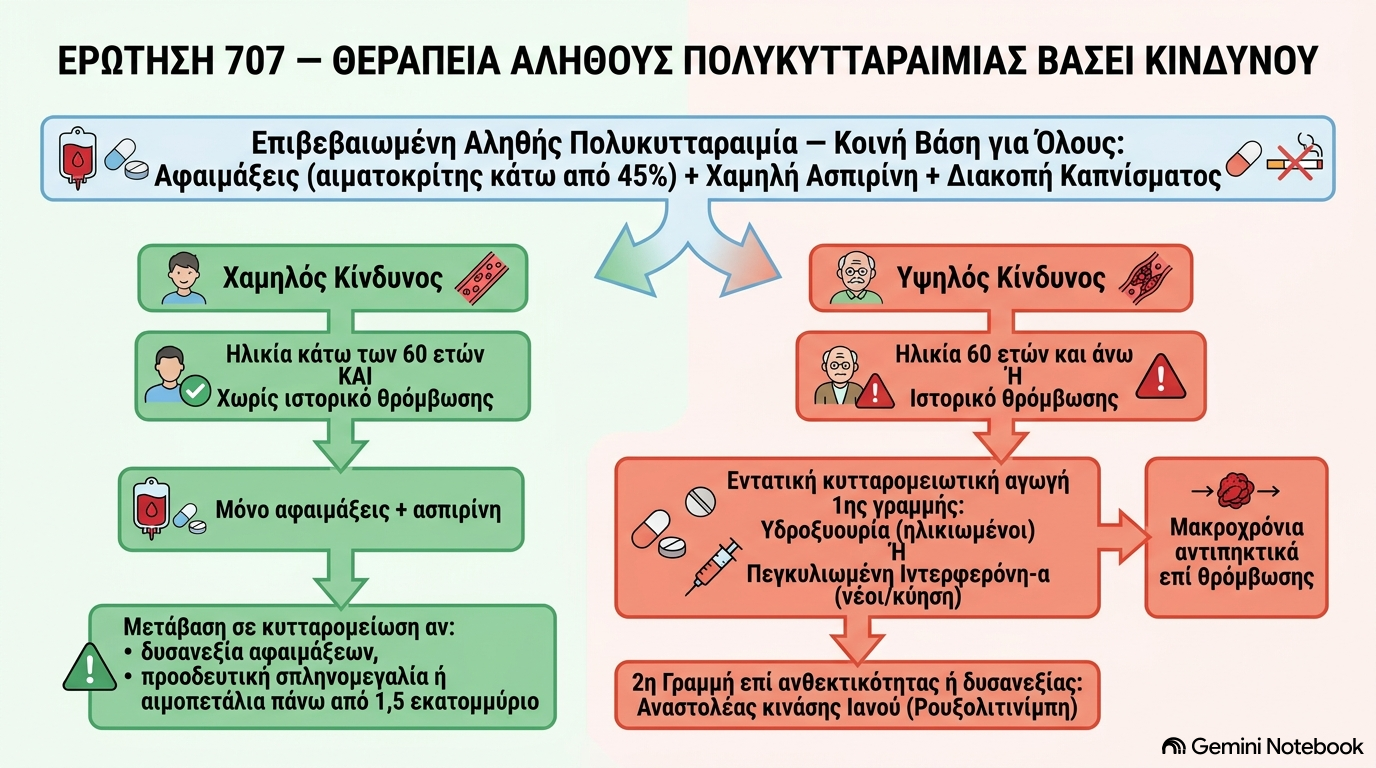 ΕΡΩΤΗΣΗ 707 — ΘΕΡΑΠΕΙΑ ΑΛΗΘΟΥΣ ΠΟΛΥΚΥΤΤΑΡΑΙΜΙΑΣ ΒΑΣΕΙ ΚΙΝΔΥΝΟΥ
Επιβεβαιωμένη Αληθής Πολυκυτταραιμία — Κοινή Βάση για Όλους:
Αφαιμάξεις (αιματοκρίτης κάτω από 45%) + Χαμηλή Ασπιρίνη + Διακοπή Καπνίσματος
Χαμηλός Κίνδυνος
Ηλικία κάτω των 60 ετών
ΚΑΙ
Χωρίς ιστορικό θρόμβωσης
Μόνο αφαιμάξεις + ασπιρίνη
Μετάβαση σε κυτταρομείωση αν:
• δυσανεξία αφαιμάξεων,
• προοδευτική σπληνομεγαλία ή
αιμοπετάλια πάνω από 1,5 εκατομμύριο
Υψηλός Κίνδυνος
Ηλικία 60 ετών και άνω
Ή
Ιστορικό θρόμβωσης
Εντατική κυτταρομειωτική αγωγή
1ης γραμμής:
Υδροξυουρία (ηλικιωμένοι)
Ή
Πεγκυλιωμένη Ιντερφερόνη-α
(νέοι/κύηση)
Μακροχρόνια
αντιπηκτικά
επί θρόμβωσης
2η Γραμμή επί ανθεκτικότητας ή δυσανεξίας:
Αναστολέας κινάσης Ιανού (Ρουξολιτινίμπη)
Gemini Notebook